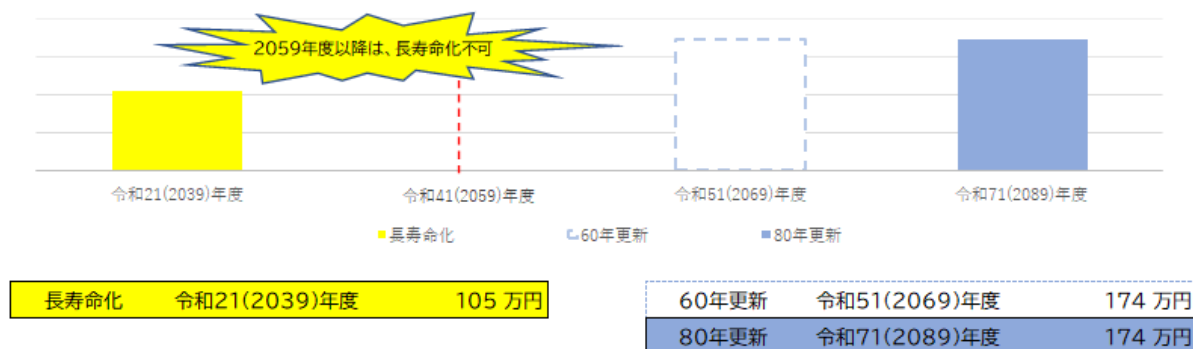 2059年度以降は、長寿命化不可
令和21(2039)年度 令和41(2059)年度 令和51(2069)年度 令和71(2089)年度
長寿命化 60年更新 80年更新
長寿命化 令和21(2039)年度 105 万円
60年更新 令和51(2069)年度 174 万円
80年更新 令和71(2089)年度 174 万円